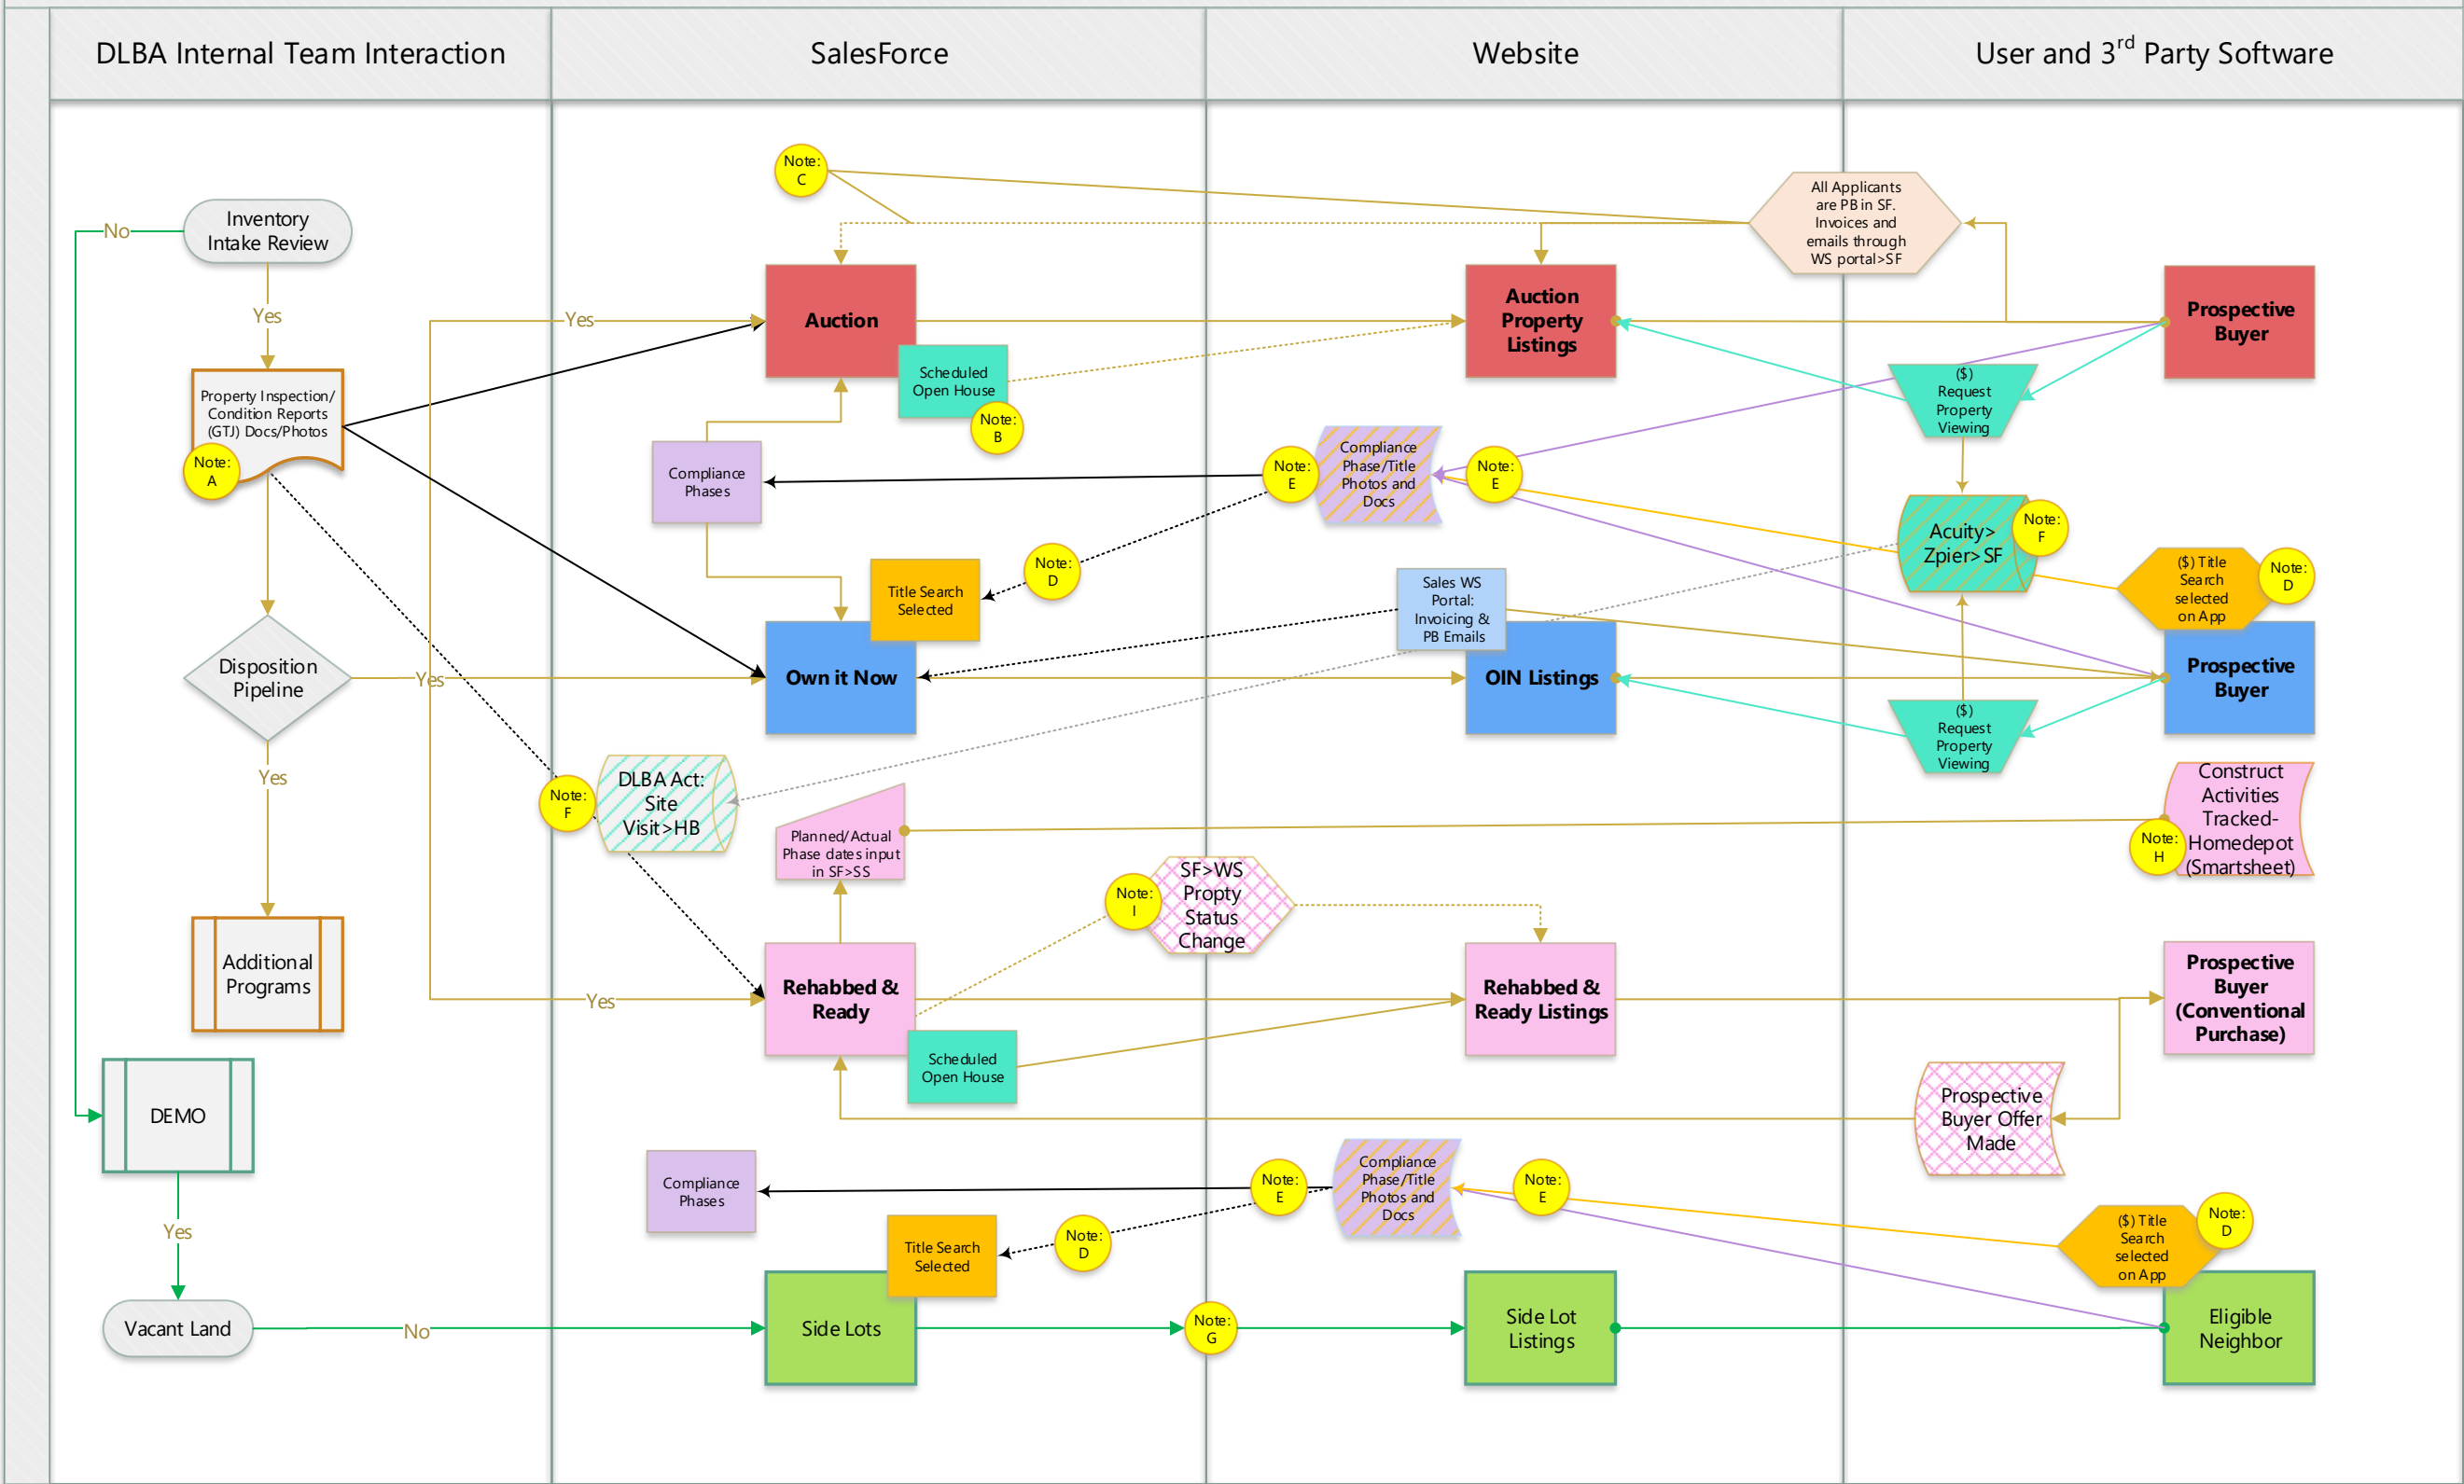 DLBA Internal Team Interaction
SalesForce
Website
User and 3rd Party Software
Note:
C
All Applicants
are PB in SF.
Invoices and
emails through
WS portal>SF
Inventory
Intake Review
No
Yes
Yes
Auction
Auction
Property
Listings
Prospective
Buyer
Scheduled
Open House
Note:
B
($)
Request
Property
Viewing
Property Inspection/
Condition Reports
(GTJ) Docs/Photos
Note:
A
Compliance
Phases
Note:
E
Compliance
Phase/Title
Photos and
Docs
Note:
E
Acuity>
Zpier>SF
Note:
F
Title Search
Selected
Note:
D
Sales WS
Portal:
Invoicing &
PB Emails
($) Title
Search
selected
on App
Note:
D
Disposition
Pipeline
Yes
Own it Now
OIN Listings
Prospective
Buyer
($)
Request
Property
Viewing
Yes
Note:
F
DLBA Act:
Site
Visit>HB
Planned/Actual
Phase dates input
in SF>SS
Construct
Activities
Tracked-
Homedepot
(Smartsheet)
Note:
H
Note:
I
SF>WS
Propty
Status
Change
Additional
Programs
Yes
Rehabbed &
Ready
Rehabbed &
Ready Listings
Prospective
Buyer
(Conventional
Purchase)
Scheduled
Open House
DEMO
Prospective
Buyer Offer
Made
Compliance
Phases
Note:
E
Compliance
Phase/Title
Photos and
Docs
Note:
E
Yes
Title Search
Selected
Note:
D
($) Title
Search
selected
on App
Note:
D
Vacant Land
No
Side Lots
Note:
G
Side Lot
Listings
Eligible
Neighbor